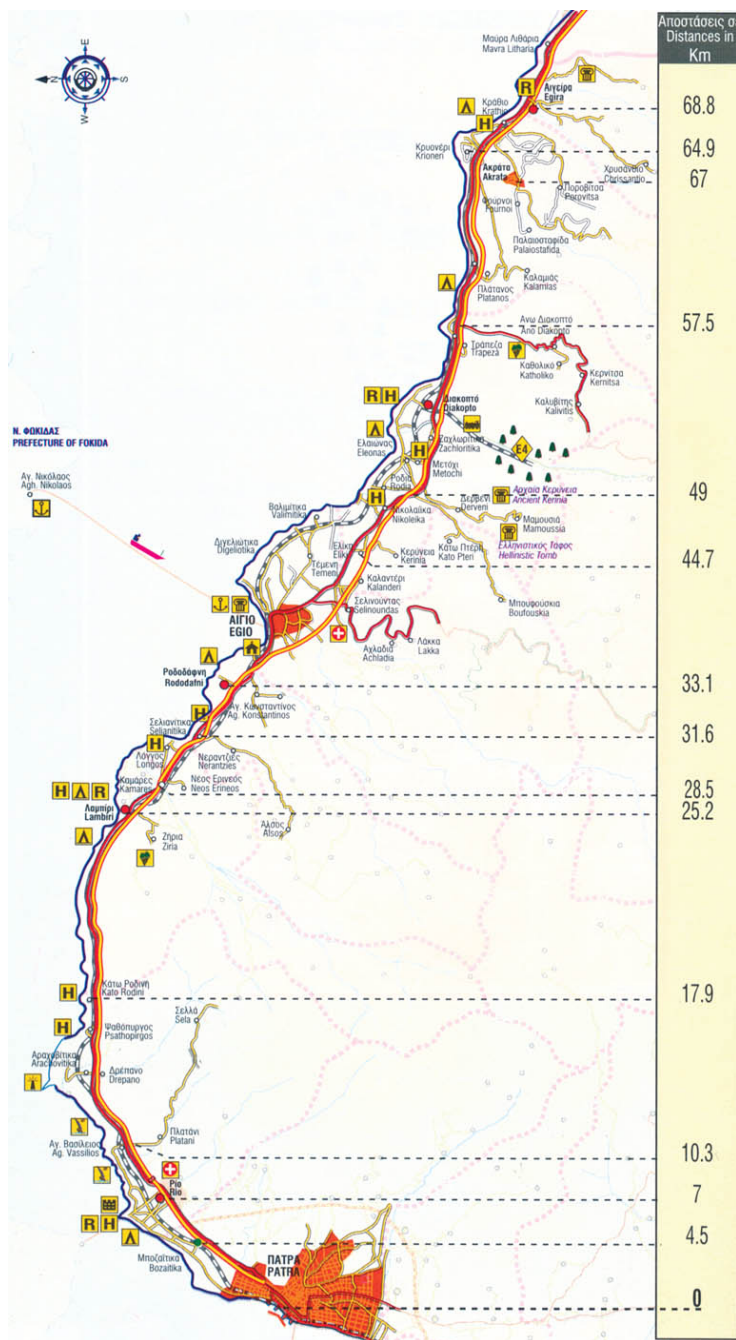 Αποστάσεις σε
Distances in
Km
Μαύρα Λιθάρια
Mavra Litharia
N
E
S
W
R
Αιγείρα
Egira
68.8
Κράθιο
Krathio
H
Κρυονέρι
Krioneri
64.9
Ακράτα
Akrata
Χρυσάνθιο
Chrissantio
67
Ποροβίτσα
Porovitsa
Φούρνοι
Fournoi
Παλαιοσταφίδα
Palaiostafida
Πλάτανος
Platanos
Καλαμιάς
Kalamias
57.5
Ανω Διακοπτό
Ano Diakopto
Τράπεζα
Trapeza
Καθολικό
Katholiko
Κερνίτσα
Kernitsa
Καλυβίτης
Kalivitis
R H
Διακοπτό
Diakopto
Ν. ΦΩΚΙΔΑΣ
PREFECTURE OF FOKIDA
Ελαιώνας
Eleonas
Ζαχλωρίτικα
Zachloritika
E4
H
Μετόχι
Metochi
Αγ. Νικόλαος
Agh. Nikolaos
Ροδιά
Rodia
H
Αρχαία Κερύνεια
Ancient Kerinia
49
Νικολαίικα
Nikoleika
Δερβένι
Derveni
Βαλιμίτικα
Valimitika
Μαμουσιά
Mamoussia
Διγελιώτικα
Digeliotika
Ελίκη
Eliki
Κερύνεια
Kerinia
Κάτω Πτέρη
Kato Pteri
Ελληνιστικός Τάφος
Hellinistic Tomb
44.7
Τέμενη
Temeni
Καλαντέρι
Kalanderi
Σελινούντας
Selinoundas
Μπουφούσκια
Boufouskia
ΑΙΓΙΟ
EGIO
Αχλαδιά
Achladia
Λάκκα
Lakka
Ροδοδάφνη
Rododafni
33.1
Αγ. Κωνσταντίνος
Ag. Konstantinos
H
Σελιανίτικα
Selianitika
31.6
H
Λόγγος
Longos
Νεραντζιές
Nerantzies
Καμάρες
Kamares
Νέος Ερινεός
Neos Erineos
28.5
H R
Λαμπίρι
Lambiri
25.2
Ζήρια
Ziria
Αλσος
Alsos
Κάτω Ροδινή
Kato Rodini
H
17.9
Σελλά
Sela
H
Ψαθόπυργος
Psathopirgos
Αραχωβίτικα
Arachovitika
Δρέπανο
Drepano
Πλατάνι
Platani
Αγ. Βασίλειος
Ag. Vassilios
10.3
Ρίο
Rio
7
R H
4.5
Μποζαΐτικα
Bozaitika
ΠΑΤΡΑ
PATRA
0